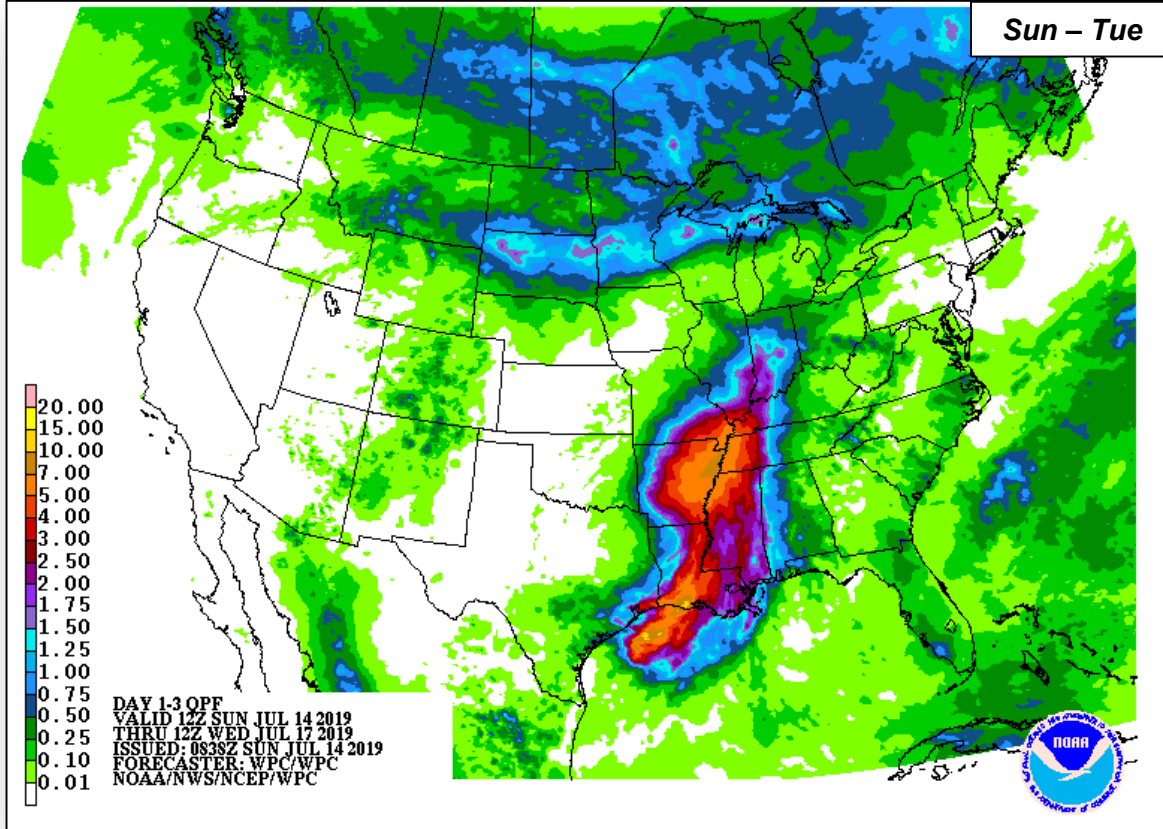 Sun – Tue
20.00
15.00
10.00
7.00
5.00
4.00
3.00
2.50
2.00
1.75
1.50
1.25
1.00
0.75
0.50
0.25
0.10
0.01
DAY 1-3 QPF
VALID 12Z SUN JUL 14 2019
THRU 12Z WED JUL 17 2019
ISSUED: 0838Z SUN JUL 14 2019
FORECASTER: WPC/WPC
NOAA/NWS/NCEP/WPC
NOAA